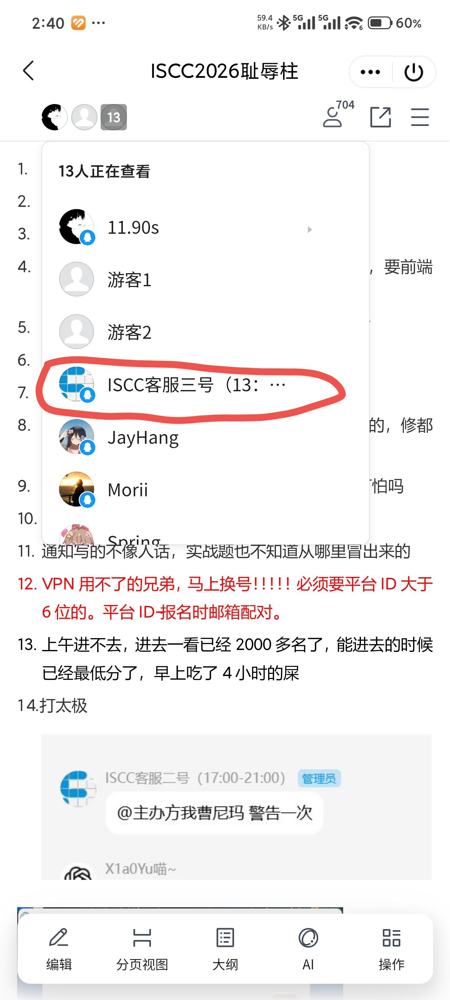 2:40 ··· 59.4 KB/s 5G 5G 6 60%
ISCC2026耻辱柱
13 704
13人正在查看
11.90s
游客1
游客2
ISCC客服三号（13：…
JayHang
Morii
Spring
1.
2.
3.
4. ，要前端
5.
6.
7.
8. 的，修都
9. 怕吗
10.
11. 通知写的不像人话，实战题也不知道从哪里冒出来的
12. VPN 用不了的兄弟，马上换号！！！！！必须要平台 ID 大于
6 位的。平台 ID-报名时邮箱配对。
13. 上午进不去，进去一看已经 2000 多名了，能进去的时候
已经最低分了，早上吃了 4 小时的屎
14.打太极
ISCC客服二号（17:00-21:00） 管理员
@主办方我曹尼玛 警告一次
X1a0Yu喵~
编辑 分页视图 大纲 AI 操作